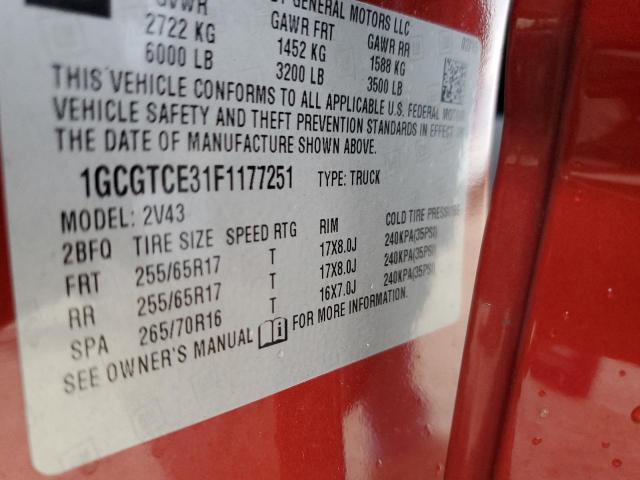 GVWR
2722 KG
6000 LB
BY GENERAL MOTORS LLC
GAWR FRT
1452 KG
3200 LB
GAWR RR
1588 KG
3500 LB
THIS VEHICLE CONFORMS TO ALL APPLICABLE U.S. FEDERAL MOTOR
VEHICLE SAFETY AND THEFT PREVENTION STANDARDS IN EFFECT
THE DATE OF MANUFACTURE SHOWN ABOVE.
1GCGTCE31F1177251 TYPE: TRUCK
MODEL: 2V43
2BFQ TIRE SIZE SPEED RTG RIM COLD TIRE PRESSURE
FRT 255/65R17 T 17X8.0J 240KPA(35PSI)
RR 255/65R17 T 17X8.0J 240KPA(35PSI)
SPA 265/70R16 T 16X7.0J 240KPA(35PSI)
SEE OWNER'S MANUAL FOR MORE INFORMATION.